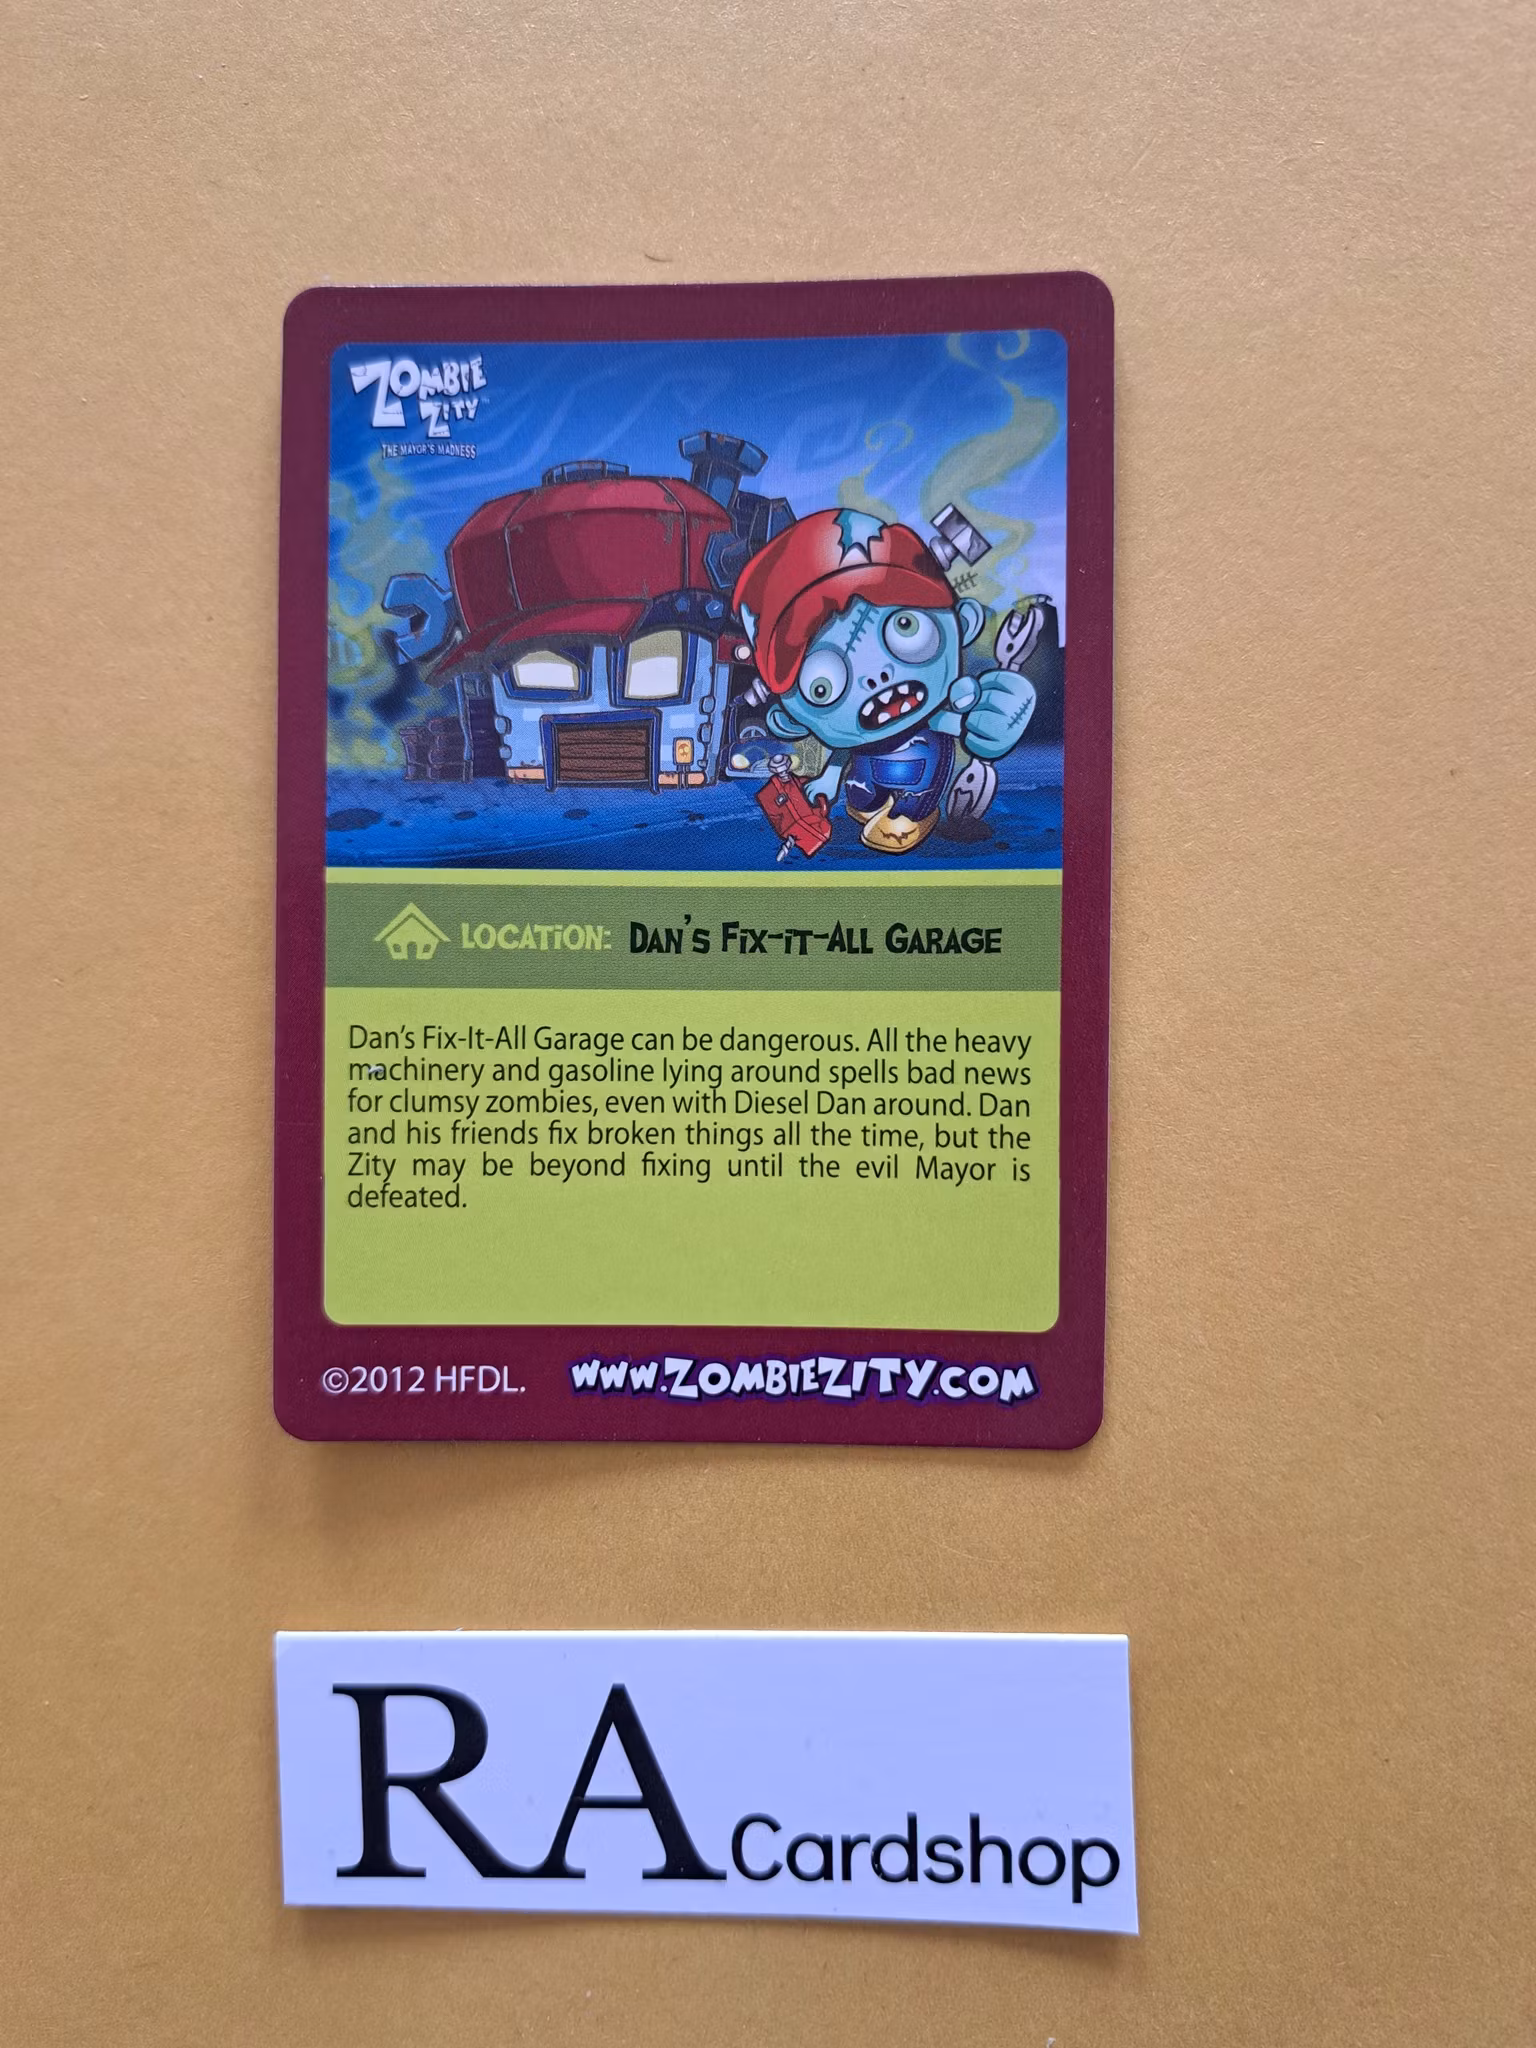 ZOMBIE
ZITY™
THE MAYOR'S MADNESS
LOCATION: DAN'S FIX-IT-ALL GARAGE
Dan's Fix-It-All Garage can be dangerous. All the heavy
machinery and gasoline lying around spells bad news
for clumsy zombies, even with Diesel Dan around. Dan
and his friends fix broken things all the time, but the
Zity may be beyond fixing until the evil Mayor is
defeated.
©2012 HFDL. www.ZOMBIEZITY.COM
RA Cardshop